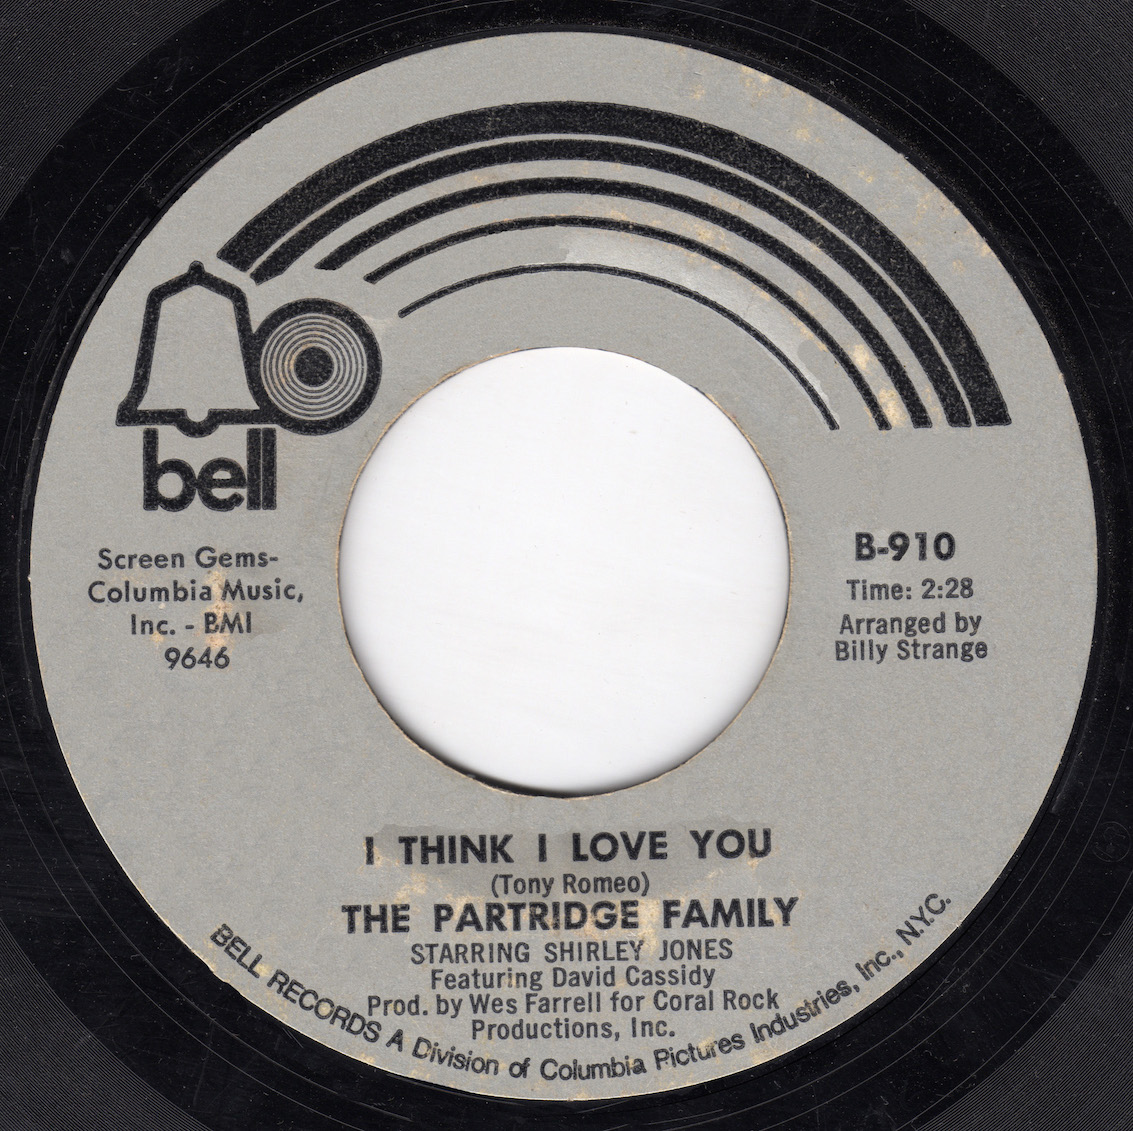 bell
Screen Gems-
Columbia Music,
Inc. - BMI
9646
B-910
Time: 2:28
Arranged by
Billy Strange
I THINK I LOVE YOU
(Tony Romeo)
THE PARTRIDGE FAMILY
STARRING SHIRLEY JONES
Featuring David Cassidy
Prod. by Wes Farrell for Coral Rock
Productions, Inc.
BELL RECORDS A Division of Columbia Pictures Industries, Inc., N.Y.C.